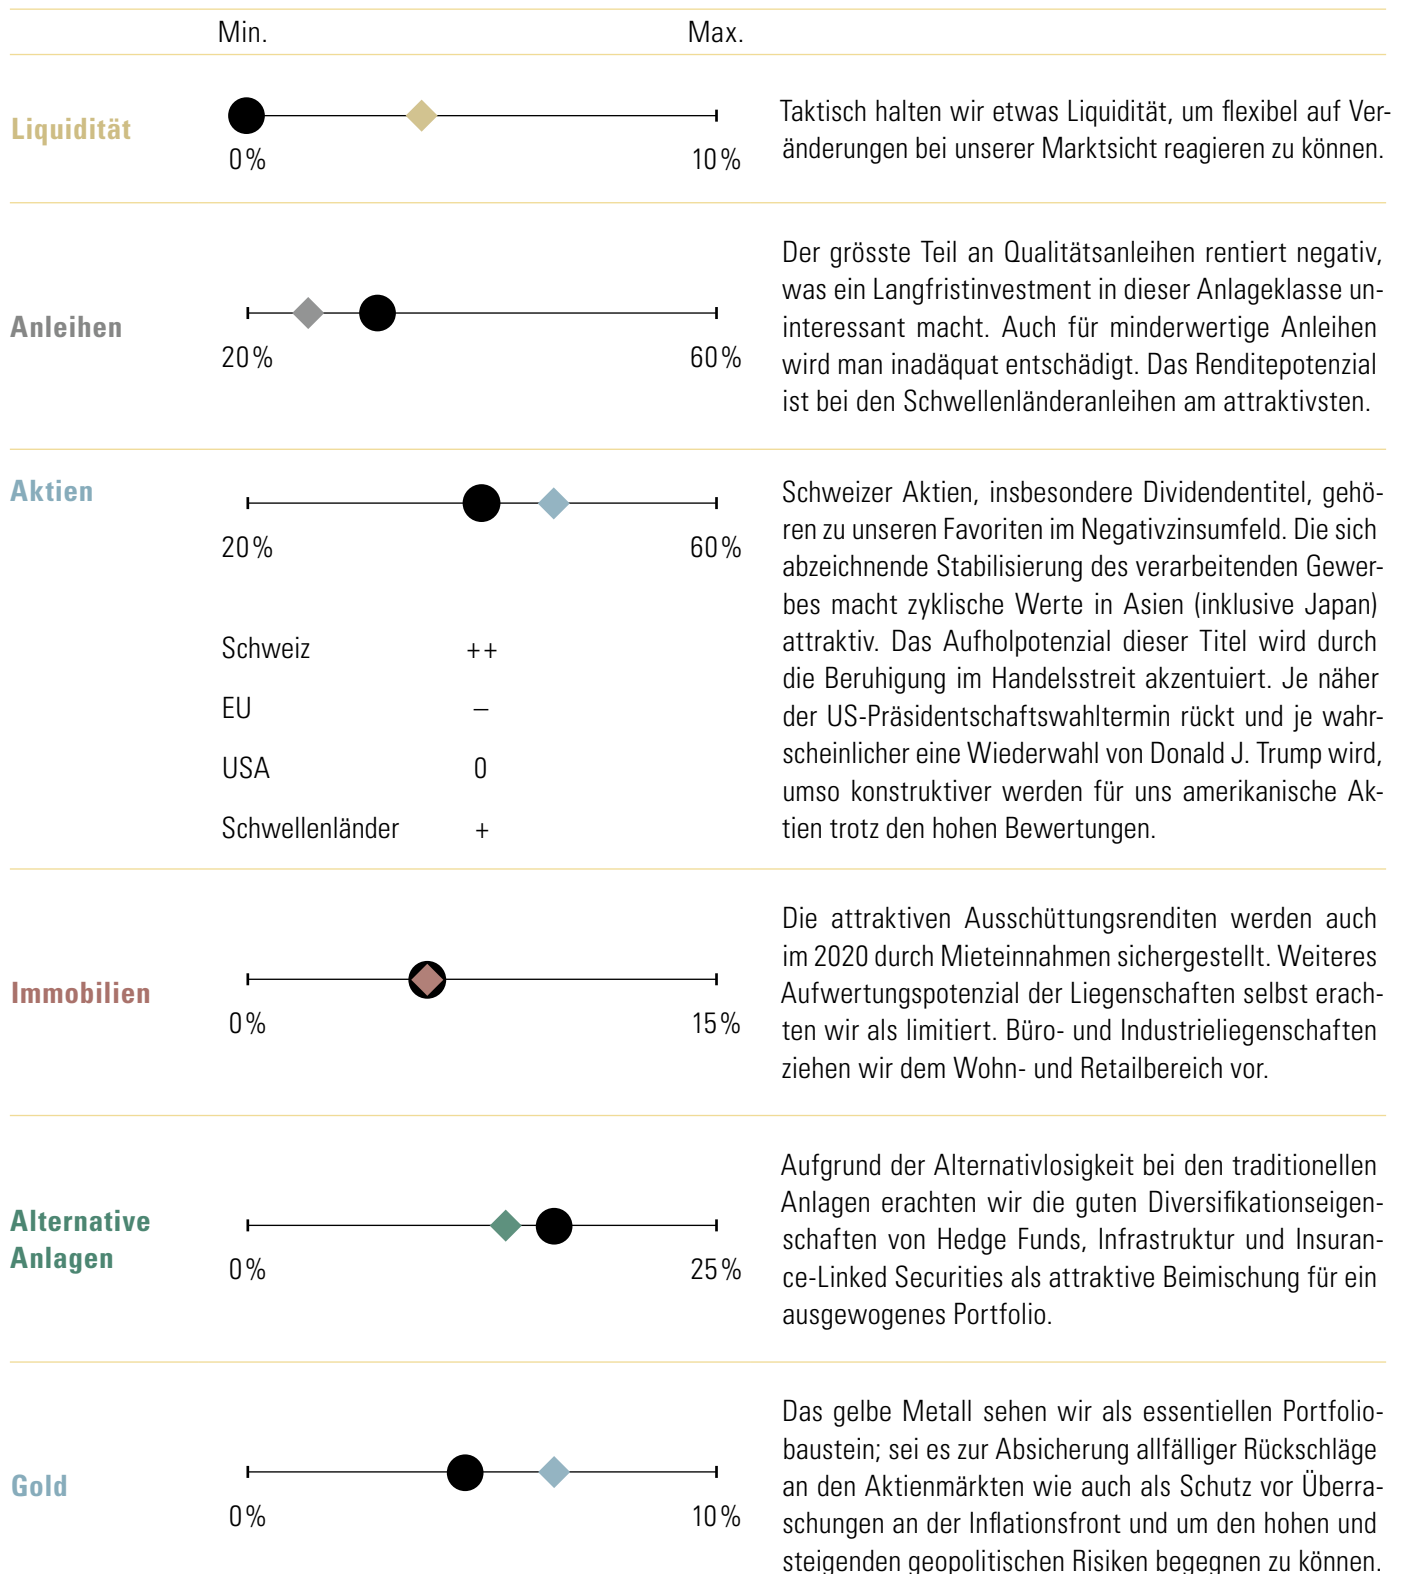 Min. Max.
Liquidität
0% 10%
Taktisch halten wir etwas Liquidität, um flexibel auf Ver-
änderungen bei unserer Marktsicht reagieren zu können.
Anleihen
20% 60%
Der grösste Teil an Qualitätsanleihen rentiert negativ,
was ein Langfristinvestment in dieser Anlageklasse un-
interessant macht. Auch für minderwertige Anleihen
wird man inadäquat entschädigt. Das Renditepotenzial
ist bei den Schwellenländeranleihen am attraktivsten.
Aktien
20% 60%
Schweiz ++
EU –
USA 0
Schwellenländer +
Schweizer Aktien, insbesondere Dividendentitel, gehö-
ren zu unseren Favoriten im Negativzinsumfeld. Die sich
abzeichnende Stabilisierung des verarbeitenden Gewer-
bes macht zyklische Werte in Asien (inklusive Japan)
attraktiv. Das Aufholpotenzial dieser Titel wird durch
die Beruhigung im Handelsstreit akzentuiert. Je näher
der US-Präsidentschaftswahltermin rückt und je wahr-
scheinlicher eine Wiederwahl von Donald J. Trump wird,
umso konstruktiver werden für uns amerikanische Ak-
tien trotz den hohen Bewertungen.
Immobilien
0% 15%
Die attraktiven Ausschüttungsrenditen werden auch
im 2020 durch Mieteinnahmen sichergestellt. Weiteres
Aufwertungspotenzial der Liegenschaften selbst erach-
ten wir als limitiert. Büro- und Industrieliegenschaften
ziehen wir dem Wohn- und Retailbereich vor.
Alternative
Anlagen
0% 25%
Aufgrund der Alternativlosigkeit bei den traditionellen
Anlagen erachten wir die guten Diversifikationseigen-
schaften von Hedge Funds, Infrastruktur und Insuran-
ce-Linked Securities als attraktive Beimischung für ein
ausgewogenes Portfolio.
Gold
0% 10%
Das gelbe Metall sehen wir als essentiellen Portfolio-
baustein; sei es zur Absicherung allfälliger Rückschläge
an den Aktienmärkten wie auch als Schutz vor Überra-
schungen an der Inflationsfront und um den hohen und
steigenden geopolitischen Risiken begegnen zu können.